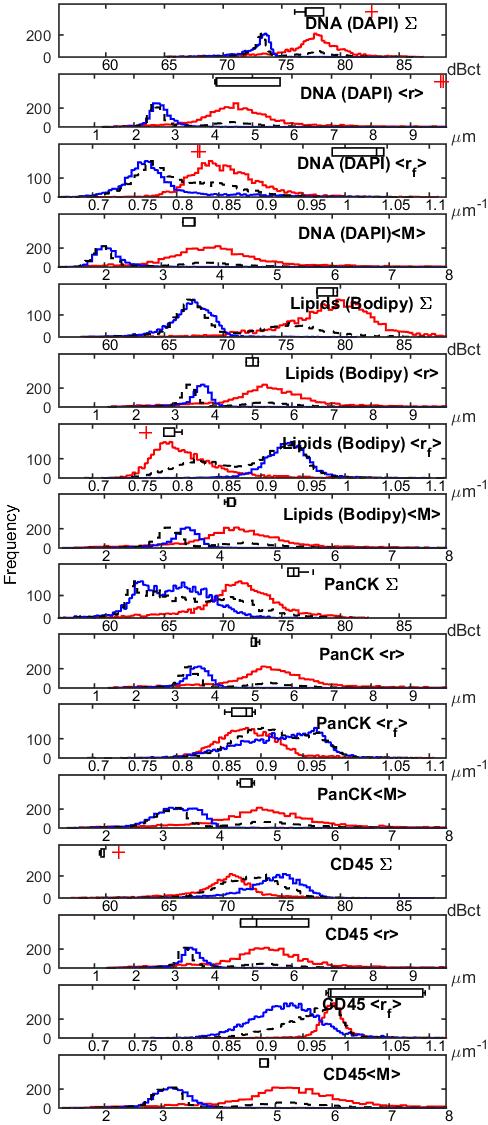 DNA (DAPI) Σ
200
0
60 65 70 75 80 85 dBct
DNA (DAPI) <r>
200
0
1 2 3 4 5 6 7 8 9 μm
DNA (DAPI) <r_f>
100
0
0.7 0.75 0.8 0.85 0.9 0.95 1 1.05 1.1 μm⁻¹
DNA (DAPI)<M>
200
0
2 3 4 5 6 7 8
Lipids (Bodipy) Σ
100
0
60 65 70 75 80 85 dBct
Lipids (Bodipy) <r>
200
0
1 2 3 4 5 6 7 8 9 μm
Lipids (Bodipy) <r_f>
100
0
0.7 0.75 0.8 0.85 0.9 0.95 1 1.05 1.1 μm⁻¹
Lipids (Bodipy)<M>
200
0
2 3 4 5 6 7 8
Frequency
PanCK Σ
100
0
60 65 70 75 80 85 dBct
PanCK <r>
200
0
1 2 3 4 5 6 7 8 9 μm
PanCK <r_f>
100
0
0.7 0.75 0.8 0.85 0.9 0.95 1 1.05 1.1 μm⁻¹
PanCK<M>
200
0
2 3 4 5 6 7 8
CD45 Σ
200
0
60 65 70 75 80 85 dBct
CD45 <r>
200
0
1 2 3 4 5 6 7 8 9 μm
CD45 <r_f>
200
0
0.7 0.75 0.8 0.85 0.9 0.95 1 1.05 1.1 μm⁻¹
CD45<M>
200
0
2 3 4 5 6 7 8